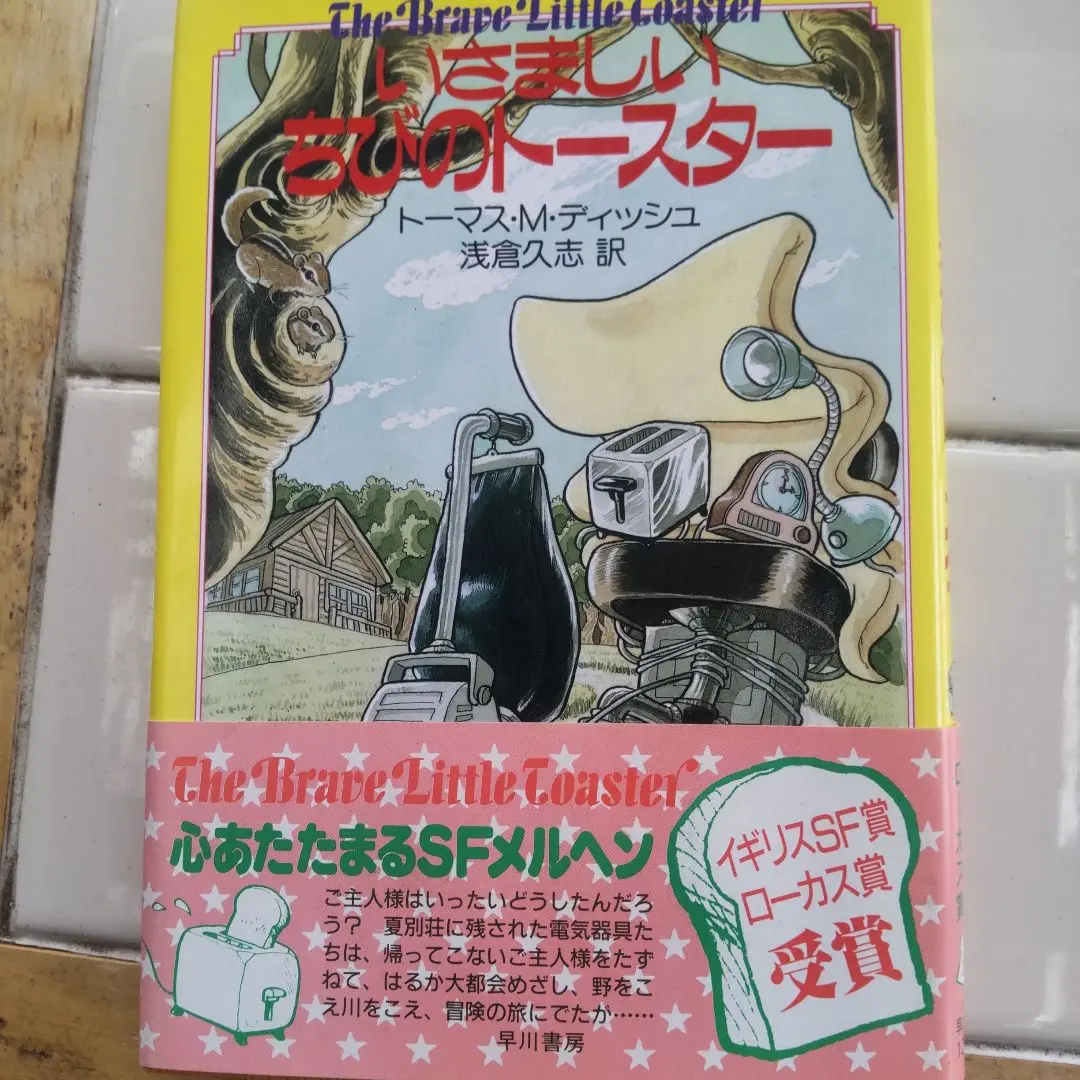 The Brave Little Toaster
いさましい
ちびのトースター
トーマス・M・ディッシュ
浅倉久志 訳
The Brave Little Toaster
心あたたまるSFメルヘン
ご主人様はいったいどうしたんだろ
う? 夏別荘に残された電気器具た
ちは、帰ってこないご主人様をたず
ねて、はるか大都会めざし、野をこ
え川をこえ、冒険の旅にでたが……
早川書房
イギリスSF賞
ローカス賞
受賞